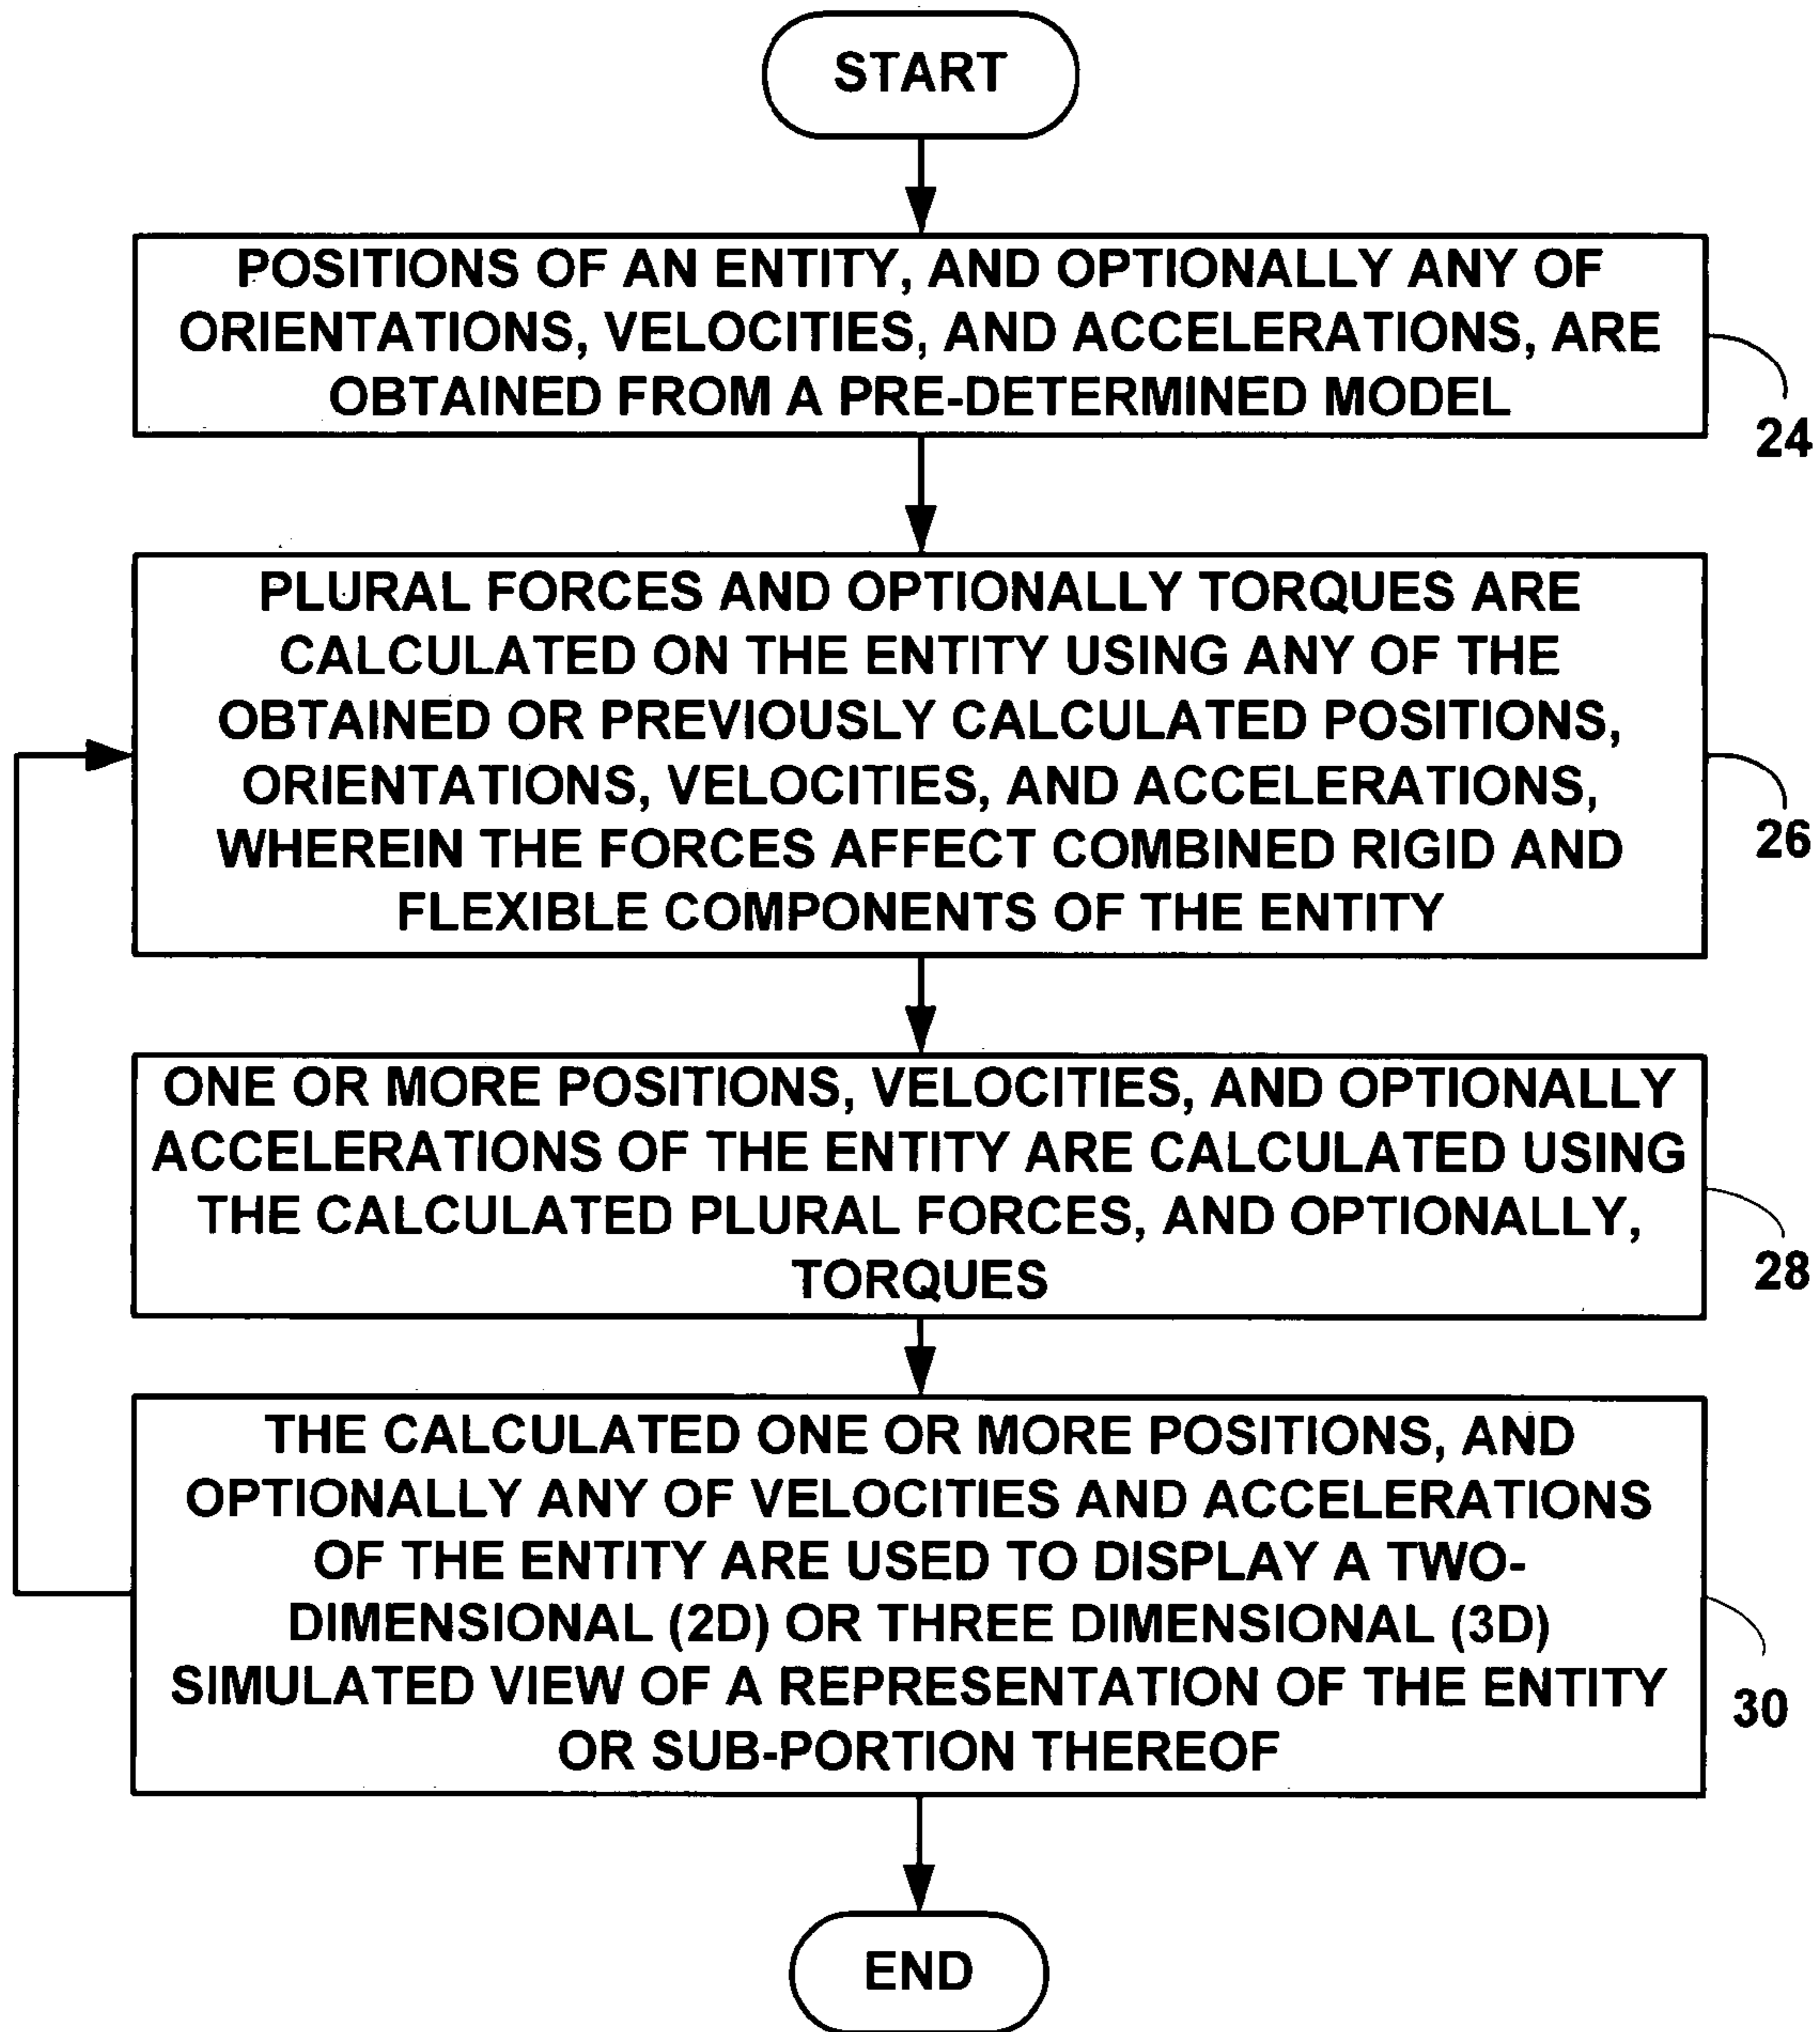 START
POSITIONS OF AN ENTITY, AND OPTIONALLY ANY OF
ORIENTATIONS, VELOCITIES, AND ACCELERATIONS, ARE
OBTAINED FROM A PRE-DETERMINED MODEL
24
PLURAL FORCES AND OPTIONALLY TORQUES ARE
CALCULATED ON THE ENTITY USING ANY OF THE
OBTAINED OR PREVIOUSLY CALCULATED POSITIONS,
ORIENTATIONS, VELOCITIES, AND ACCELERATIONS,
WHEREIN THE FORCES AFFECT COMBINED RIGID AND
FLEXIBLE COMPONENTS OF THE ENTITY
26
ONE OR MORE POSITIONS, VELOCITIES, AND OPTIONALLY
ACCELERATIONS OF THE ENTITY ARE CALCULATED USING
THE CALCULATED PLURAL FORCES, AND OPTIONALLY,
TORQUES
28
THE CALCULATED ONE OR MORE POSITIONS, AND
OPTIONALLY ANY OF VELOCITIES AND ACCELERATIONS
OF THE ENTITY ARE USED TO DISPLAY A TWO-
DIMENSIONAL (2D) OR THREE DIMENSIONAL (3D)
SIMULATED VIEW OF A REPRESENTATION OF THE ENTITY
OR SUB-PORTION THEREOF
30
END